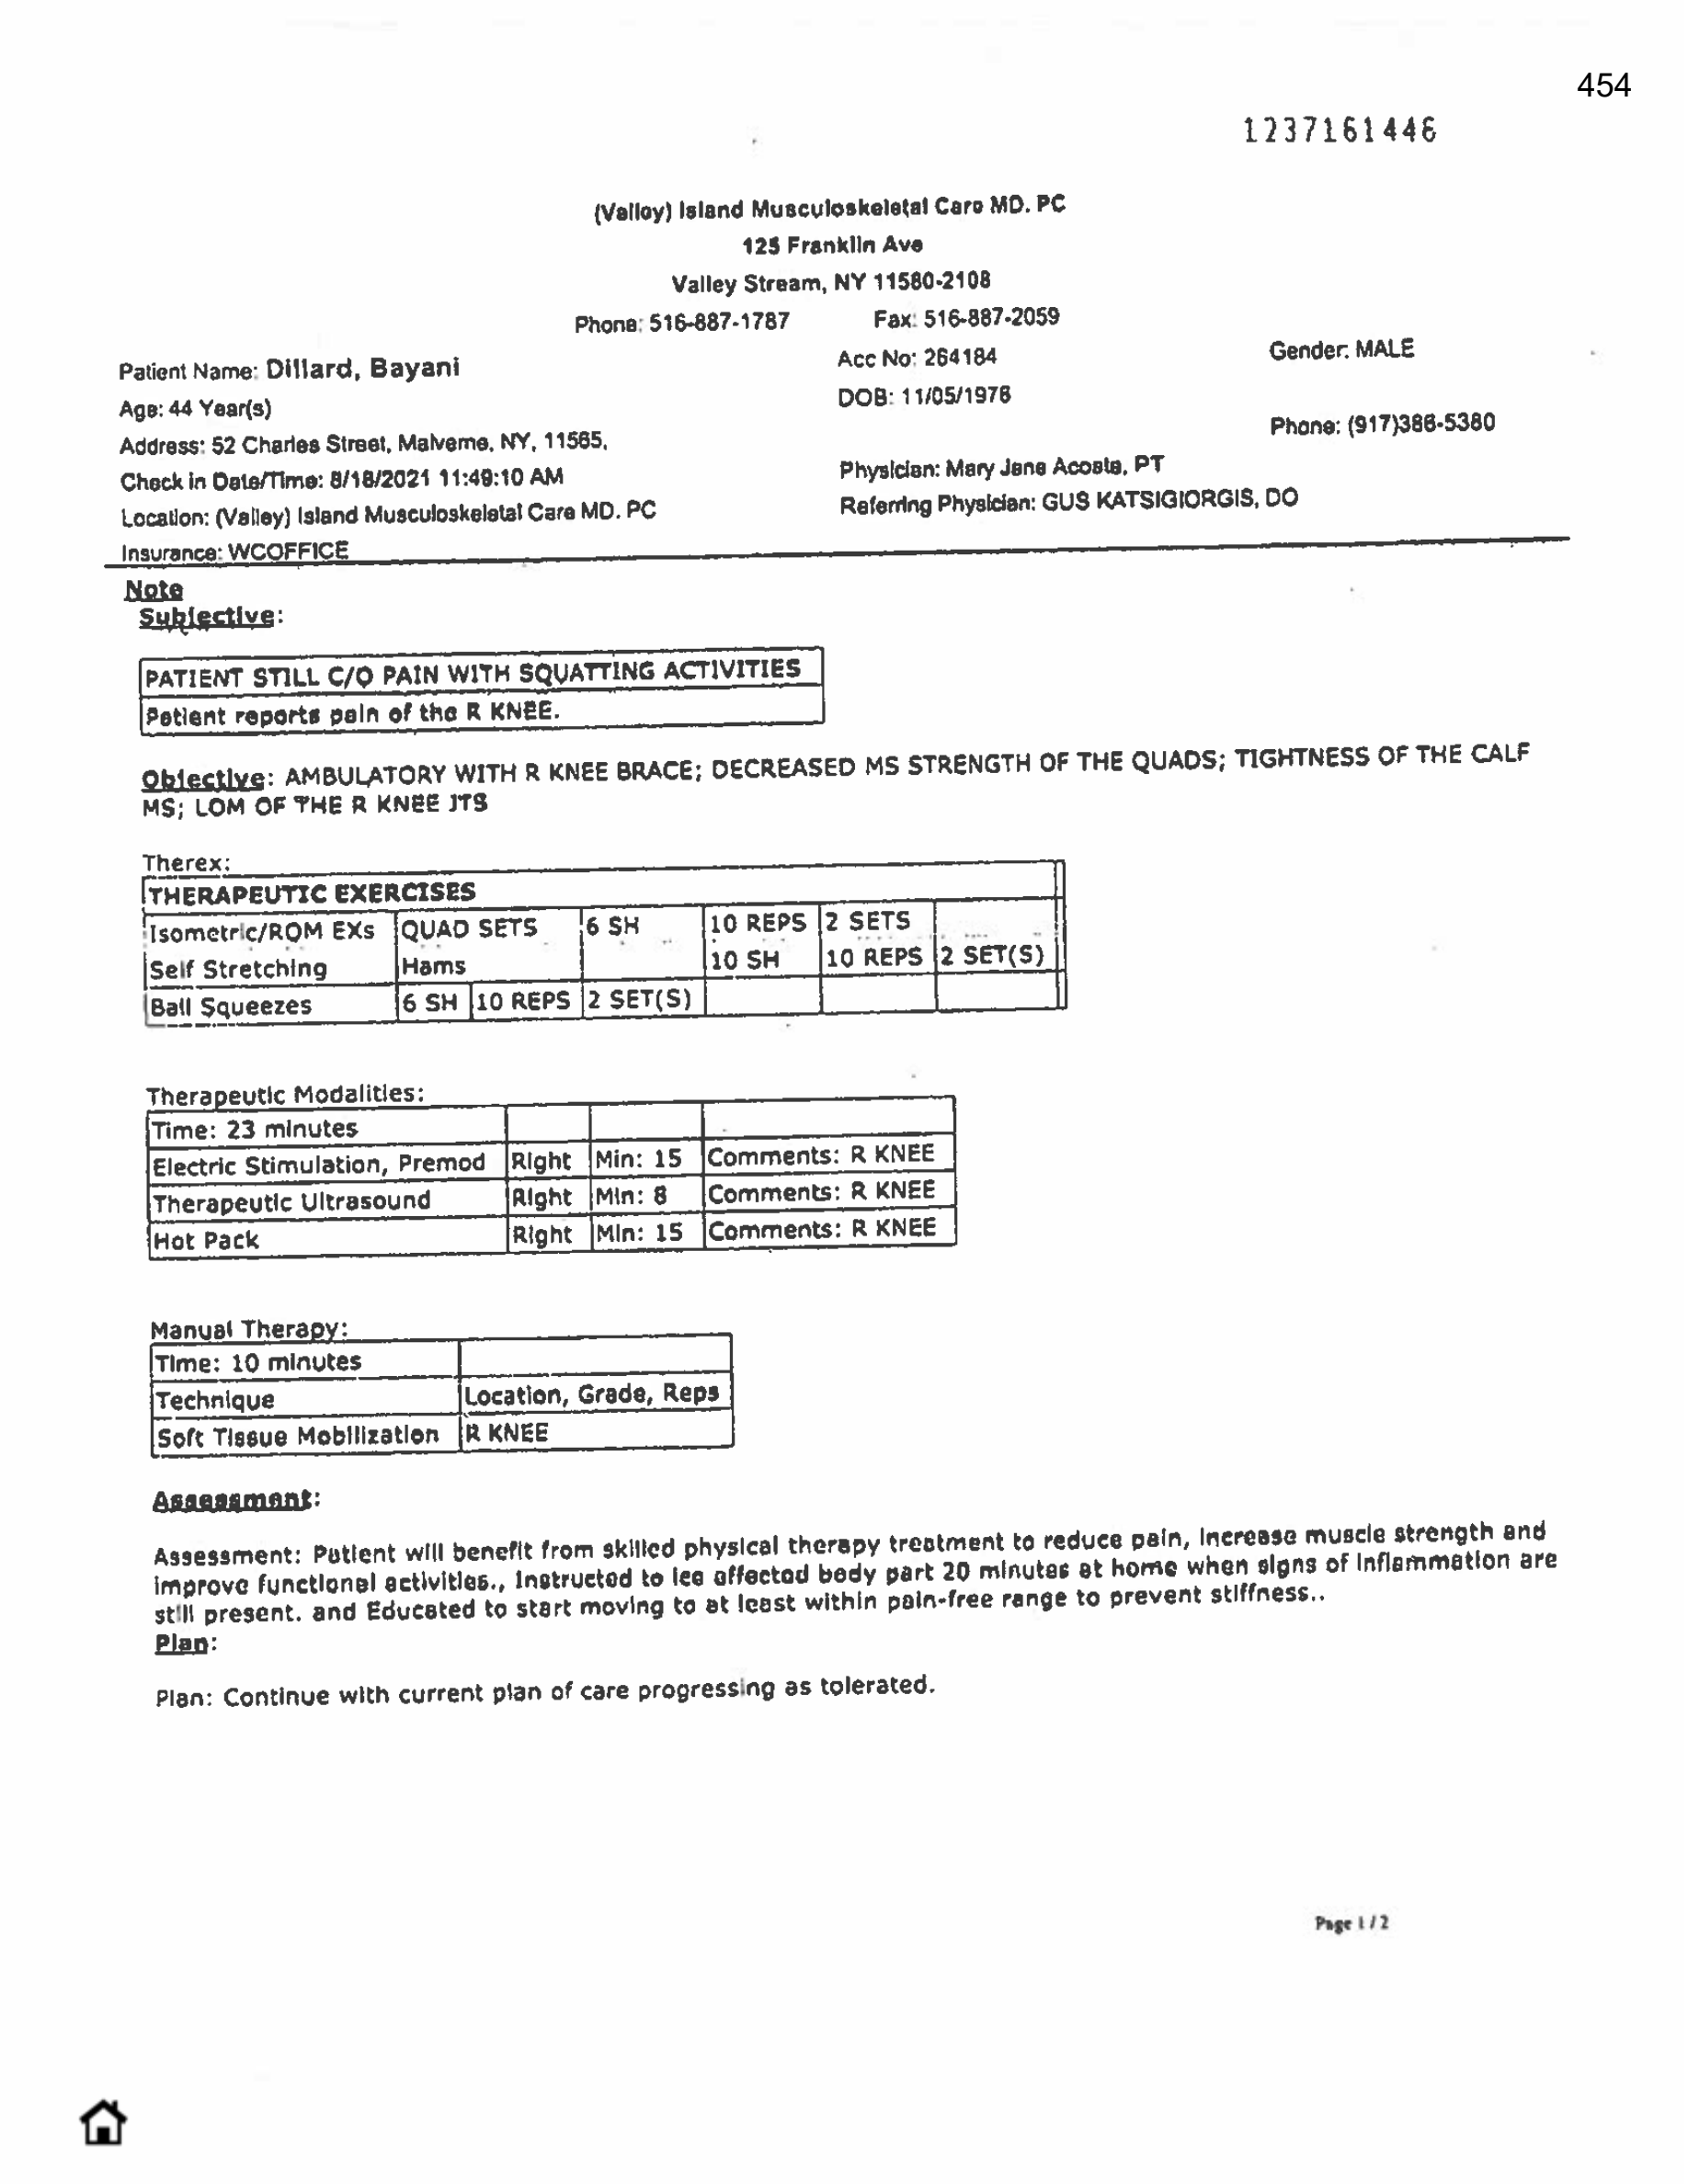 454
1237161446
(Valley) Island Musculoskeletal Care MD. PC
125 Franklin Ave
Valley Stream, NY 11580-2108
Phone: 516-887-1787 Fax: 516-887-2059
Patient Name: Dillard, Bayani Acc No: 264184 Gender: MALE
Age: 44 Year(s) DOB: 11/05/1976
Address: 52 Charles Street, Malverne, NY, 11565, Phone: (917)386-5380
Check in Date/Time: 8/18/2021 11:49:10 AM Physician: Mary Jane Acosta, PT
Location: (Valley) Island Musculoskeletal Care MD. PC Referring Physician: GUS KATSIGIORGIS, DO
Insurance: WCOFFICE
Note
Subjective:
PATIENT STILL C/O PAIN WITH SQUATTING ACTIVITIES
Patient reports pain of the R KNEE.
Objective: AMBULATORY WITH R KNEE BRACE; DECREASED MS STRENGTH OF THE QUADS; TIGHTNESS OF THE CALF
MS; LOM OF THE R KNEE JTS
Therex:
THERAPEUTIC EXERCISES
Isometric/ROM EXs QUAD SETS 6 SH 10 REPS 2 SETS
Self Stretching Hams 10 SH 10 REPS 2 SET(S)
Ball Squeezes 6 SH 10 REPS 2 SET(S)
Therapeutic Modalities:
Time: 23 minutes
Electric Stimulation, Premod Right Min: 15 Comments: R KNEE
Therapeutic Ultrasound Right Min: 8 Comments: R KNEE
Hot Pack Right Min: 15 Comments: R KNEE
Manual Therapy:
Time: 10 minutes
Technique Location, Grade, Reps
Soft Tissue Mobilization R KNEE
Assessment:
Assessment: Patient will benefit from skilled physical therapy treatment to reduce pain, increase muscle strength and
improve functional activities., Instructed to ice affected body part 20 minutes at home when signs of inflammation are
still present. and Educated to start moving to at least within pain-free range to prevent stiffness..
Plan:
Plan: Continue with current plan of care progressing as tolerated.
Page 1 / 2